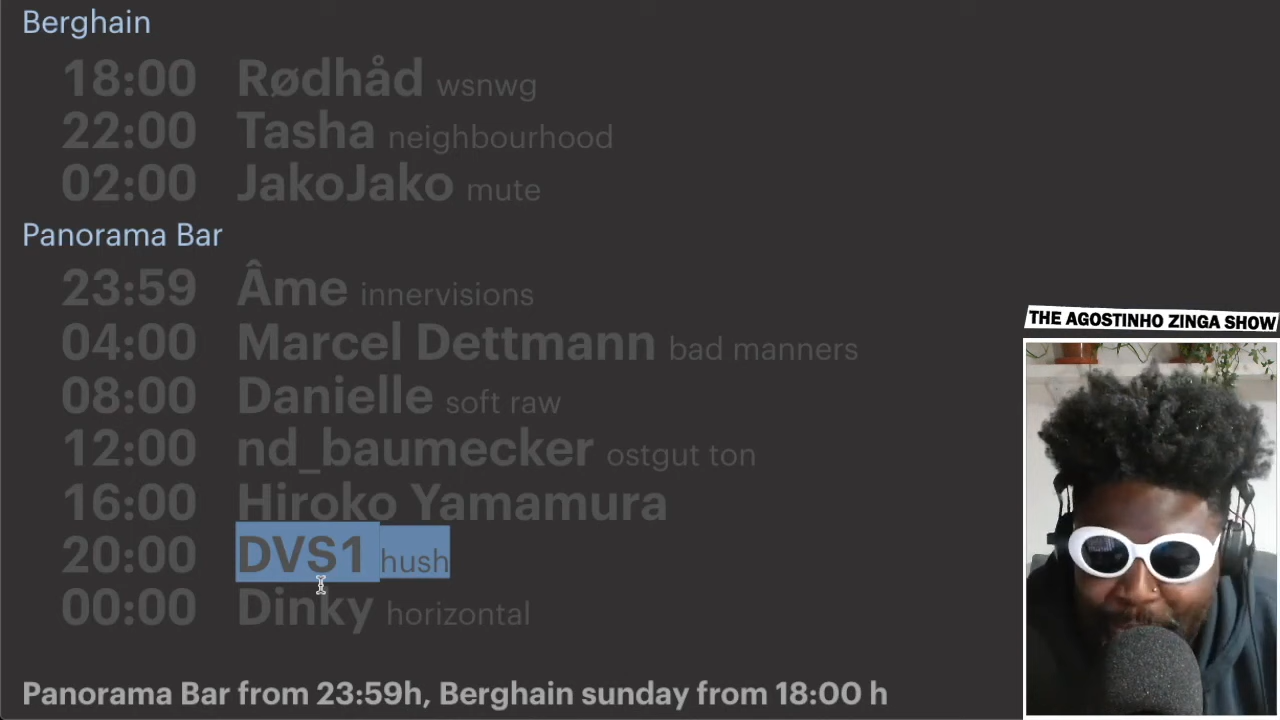 Berghain
18:00 Rødhåd wsnwg
22:00 Tasha neighbourhood
02:00 JakoJako mute
Panorama Bar
23:59 Âme innervisions
04:00 Marcel Dettmann bad manners
08:00 Danielle soft raw
12:00 nd_baumecker ostgut ton
16:00 Hiroko Yamamura
20:00 DVS1 hush
00:00 Dinky horizontal
Panorama Bar from 23:59h, Berghain sunday from 18:00 h
THE AGOSTINHO ZINGA SHOW